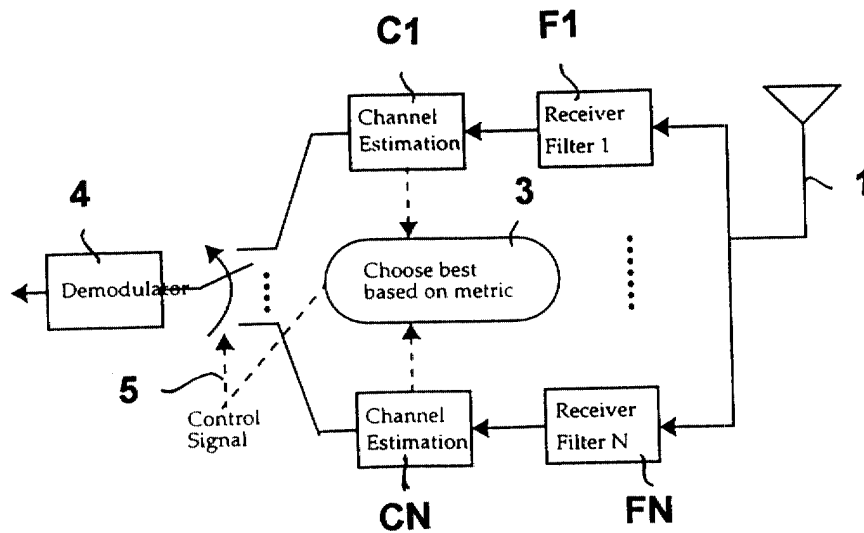 C1
F1
Channel
Estimation
Receiver
Filter 1
1
4
3
Demodulator
Choose best
based on metric
5
Control
Signal
Channel
Estimation
Receiver
Filter N
CN
FN